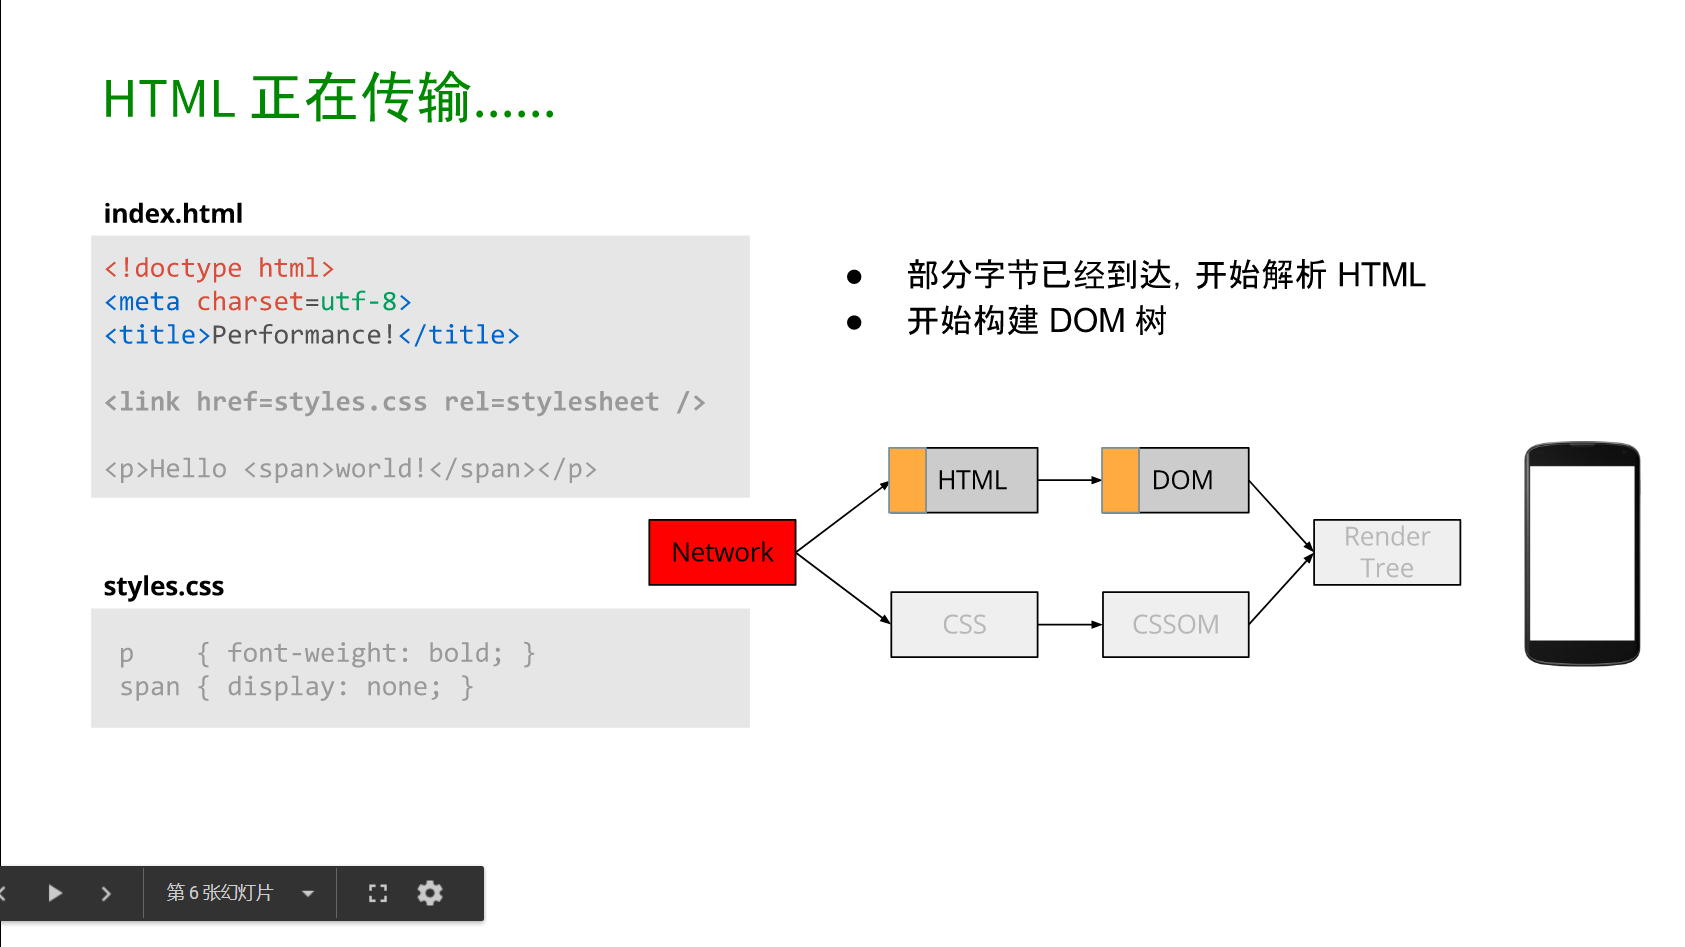 HTML 正在传输......
index.html
<!doctype html>
<meta charset=utf-8>
<title>Performance!</title>
<link href=styles.css rel=stylesheet />
<p>Hello <span>world!</span></p>
styles.css
p    { font-weight: bold; }
span { display: none; }
● 部分字节已经到达, 开始解析 HTML
● 开始构建 DOM 树
Network
HTML
DOM
CSS
CSSOM
Render
Tree
第 6 张幻灯片